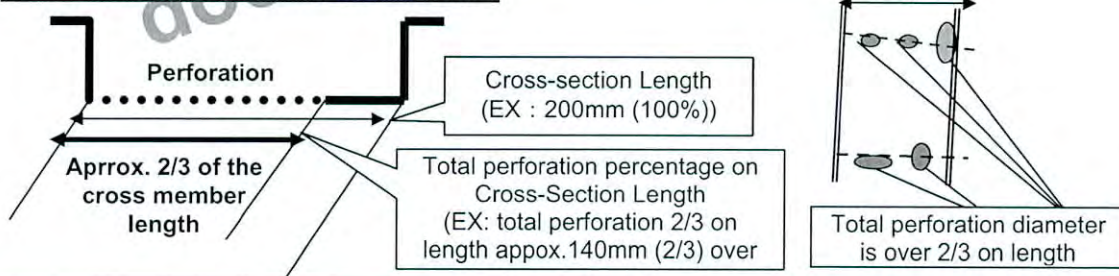 Perforation
Cross-section Length
(EX : 200mm (100%))
Aprrox. 2/3 of the
cross member
length
Total perforation percentage on
Cross-Section Length
(EX: total perforation 2/3 on
length appox.140mm (2/3) over
Total perforation diameter
is over 2/3 on length